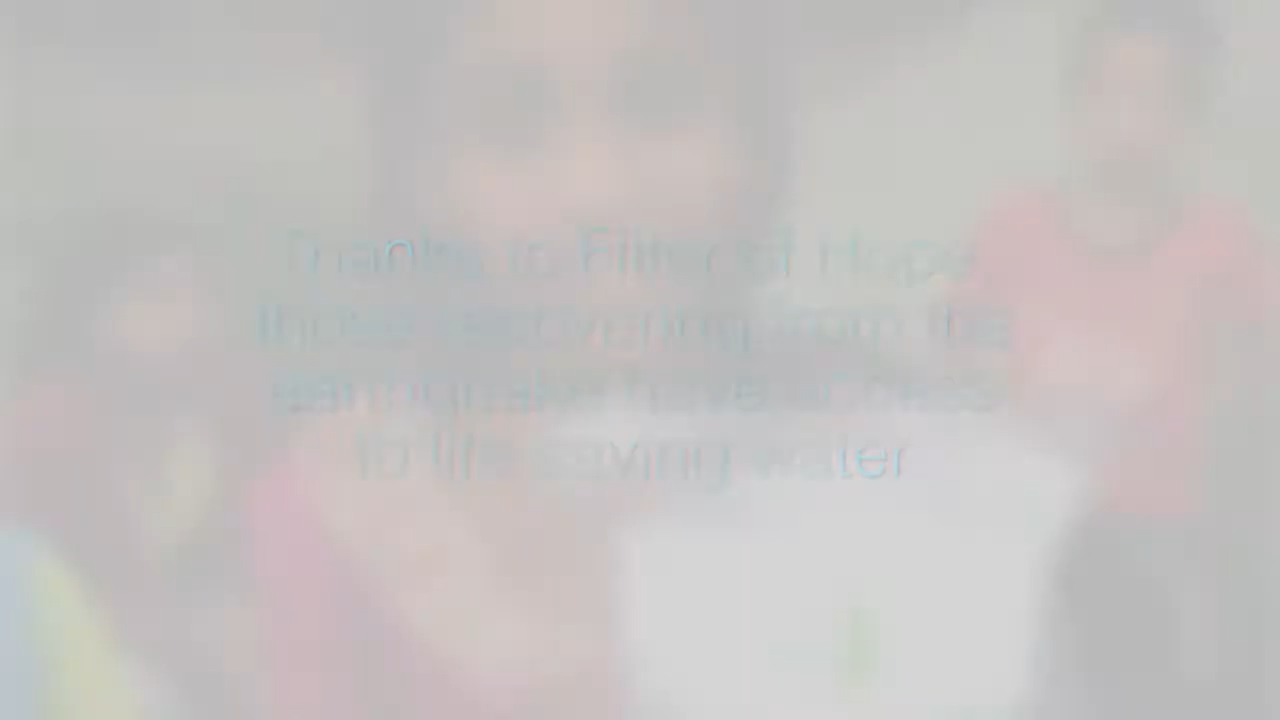 Thanks to Filter of Hope
those recovering from the
earthquake have access
to life saving water